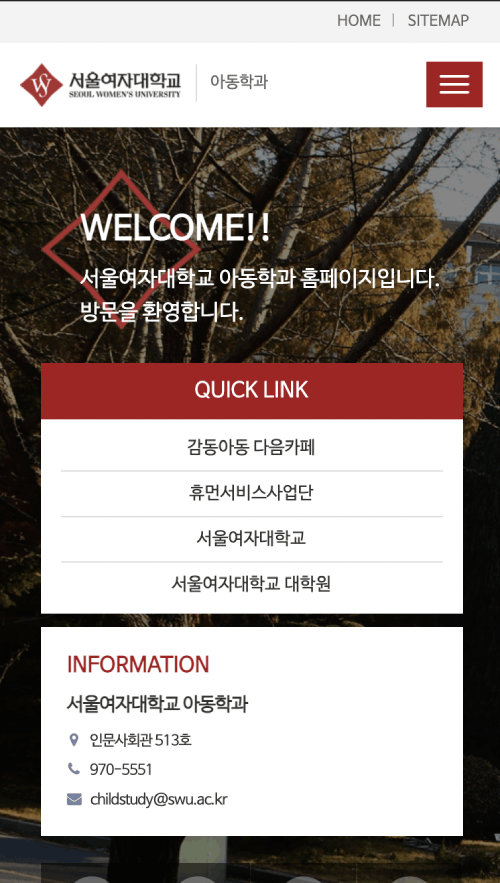 HOME | SITEMAP
서울여자대학교
SEOUL WOMEN'S UNIVERSITY
아동학과
WELCOME!!
서울여자대학교 아동학과 홈페이지입니다.
방문을 환영합니다.
QUICK LINK
감동아동 다음카페
휴먼서비스사업단
서울여자대학교
서울여자대학교 대학원
INFORMATION
서울여자대학교 아동학과
인문사회관 513호
970-5551
childstudy@swu.ac.kr